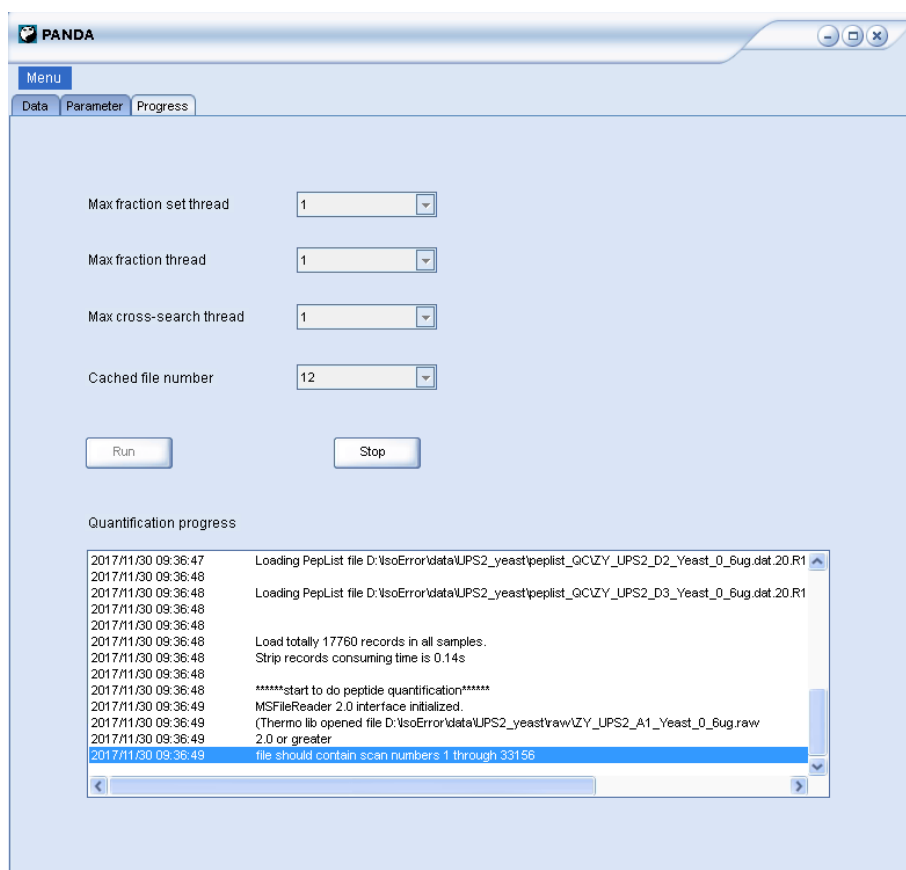 PANDA
Menu
Data Parameter Progress
Max fraction set thread 1
Max fraction thread 1
Max cross-search thread 1
Cached file number 12
Run Stop
Quantification progress
2017/11/30 09:36:47 Loading PepList file D:\IsoError\data\UPS2_yeast\peplist_QC\ZY_UPS2_D2_Yeast_0_6ug.dat.20.R1
2017/11/30 09:36:48
2017/11/30 09:36:48 Loading PepList file D:\IsoError\data\UPS2_yeast\peplist_QC\ZY_UPS2_D3_Yeast_0_6ug.dat.20.R1
2017/11/30 09:36:48
2017/11/30 09:36:48
2017/11/30 09:36:48 Load totally 17760 records in all samples.
2017/11/30 09:36:48 Strip records consuming time is 0.14s
2017/11/30 09:36:48
2017/11/30 09:36:48 ******start to do peptide quantification******
2017/11/30 09:36:49 MSFileReader 2.0 interface initialized.
2017/11/30 09:36:49 (Thermo lib opened file D:\IsoError\data\UPS2_yeast\raw\ZY_UPS2_A1_Yeast_0_6ug.raw
2017/11/30 09:36:49 2.0 or greater
2017/11/30 09:36:49 file should contain scan numbers 1 through 33156